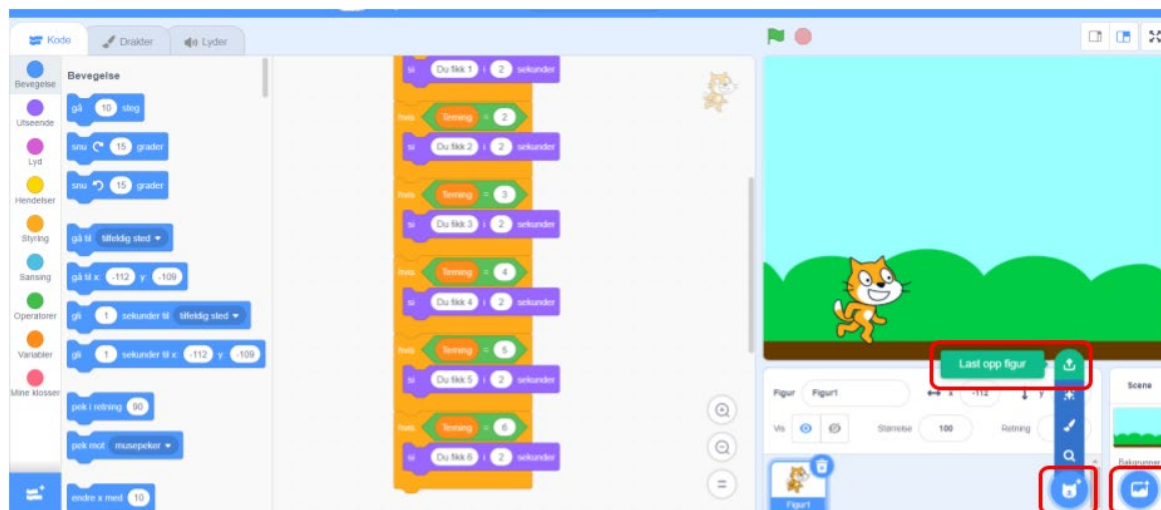 Kode
Drakter
Lyder
Bevegelse
Utseende
Lyd
Hendelser
Styring
Sansing
Operatorer
Variabler
Mine klosser
Bevegelse
gå 10 steg
snu 15 grader
snu 15 grader
gå til tilfeldig sted
gå til x: -112 y: -109
gli 1 sekunder til tilfeldig sted
gli 1 sekunder til x: -112 y: -109
pek i retning 90
pek mot musepeker
endre x med 10
si Du fikk 1 i 2 sekunder
hvis Terning = 2
si Du fikk 2 i 2 sekunder
hvis Terning = 3
si Du fikk 3 i 2 sekunder
hvis Terning = 4
si Du fikk 4 i 2 sekunder
hvis Terning = 5
si Du fikk 5 i 2 sekunder
hvis Terning = 6
si Du fikk 6 i 2 sekunder
Last opp figur
Figur Figur1 x -112 y
Vis Størrelse 100 Retning
Figur1
Scene
Bakgrunner